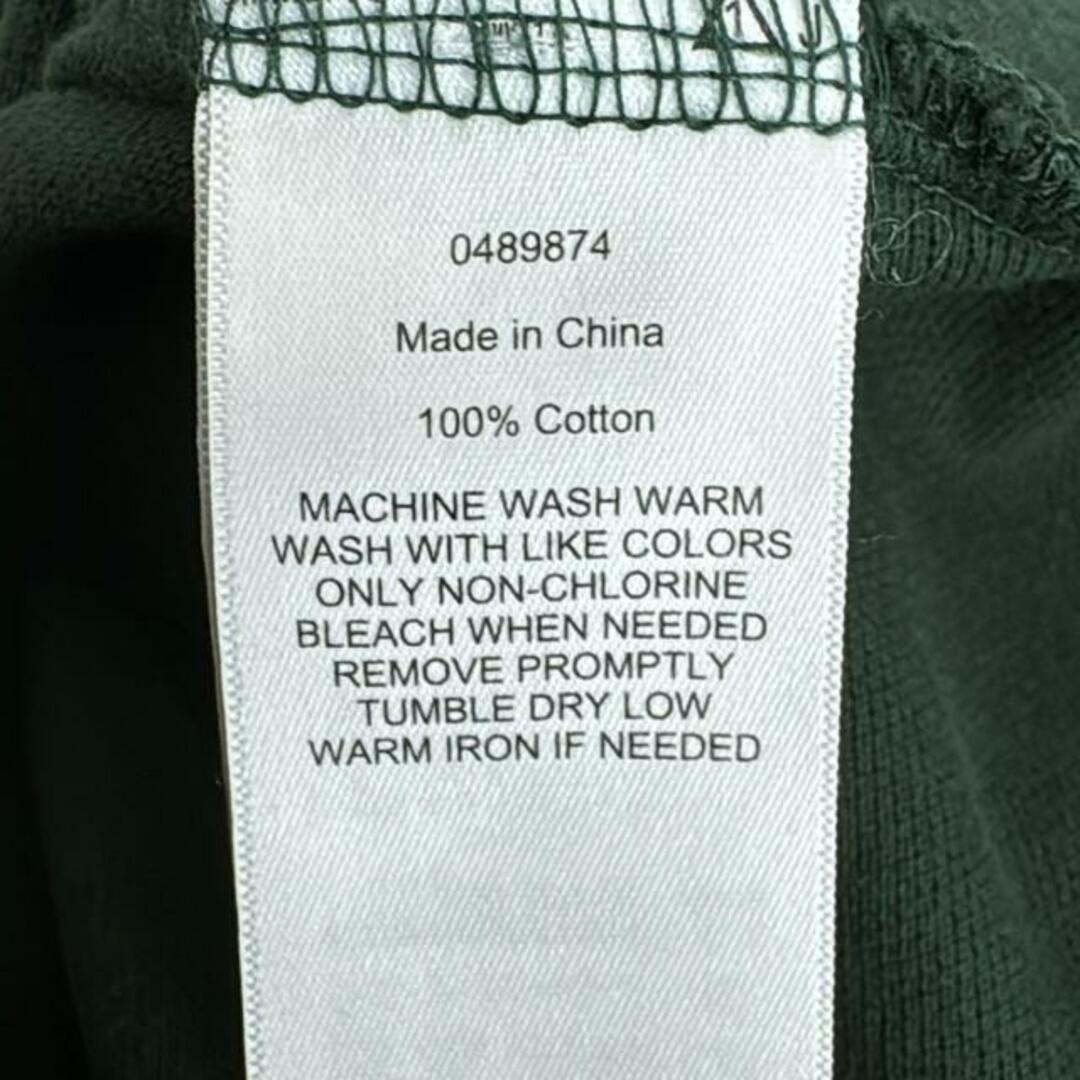 0489874
Made in China
100% Cotton
MACHINE WASH WARM
WASH WITH LIKE COLORS
ONLY NON-CHLORINE
BLEACH WHEN NEEDED
REMOVE PROMPTLY
TUMBLE DRY LOW
WARM IRON IF NEEDED